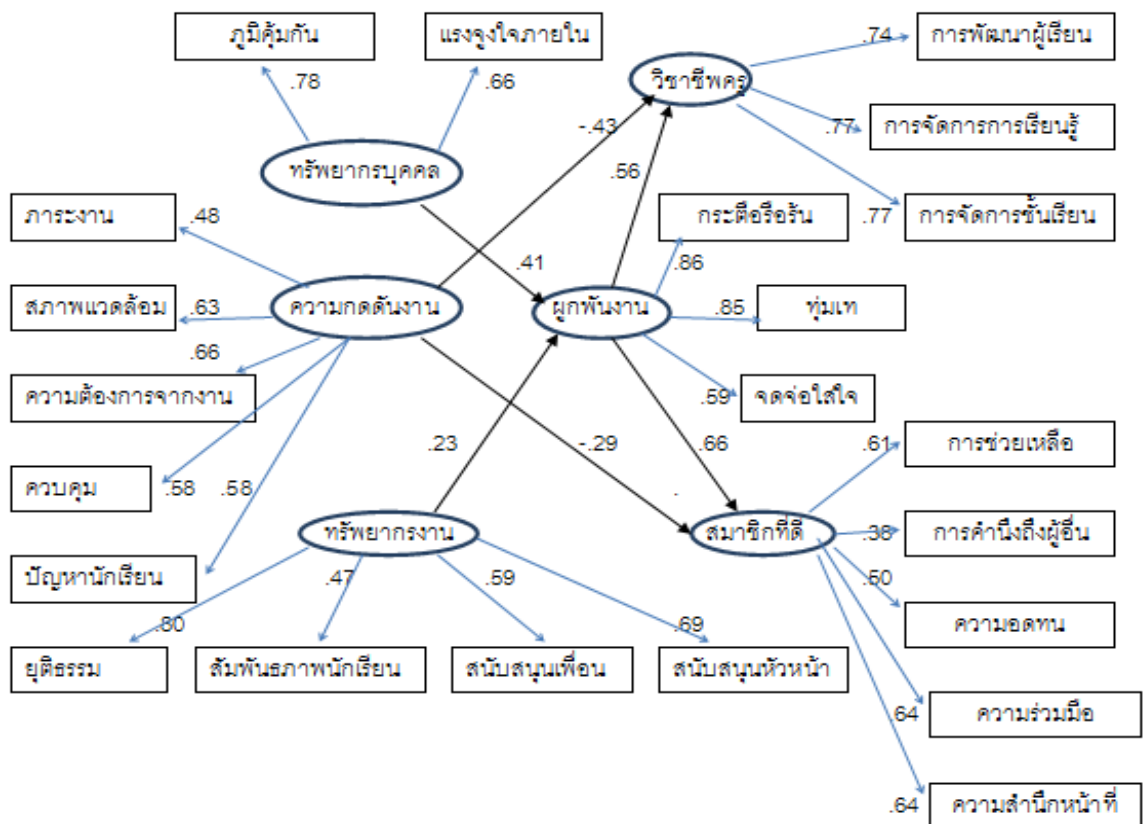 ภูมิคุ้มกัน แรงจูงใจภายใน การพัฒนาผู้เรียน
.74
.78 .66 วิชาชีพครู
-.43 .77 การจัดการการเรียนรู้
ทรัพยากรบุคคล .56
ภาระงาน .48 กระตือรือร้น .77 การจัดการชั้นเรียน
.41 .86
สภาพแวดล้อม .63 ความกดดันงาน ผูกพันงาน .85 ทุ่มเท
.66
ความต้องการจากงาน .59 จดจ่อใส่ใจ
.23 -.29 .66 .61 การช่วยเหลือ
ควบคุม .58 .58 .
ทรัพยากรงาน สมาชิกที่ดี .38 การคำนึงถึงผู้อื่น
ปัญหานักเรียน .47 .59 .50
.80 .69 ความอดทน
ยุติธรรม สัมพันธภาพนักเรียน สนับสนุนเพื่อน สนับสนุนหัวหน้า
.64 ความร่วมมือ
.64 ความสำนึกหน้าที่